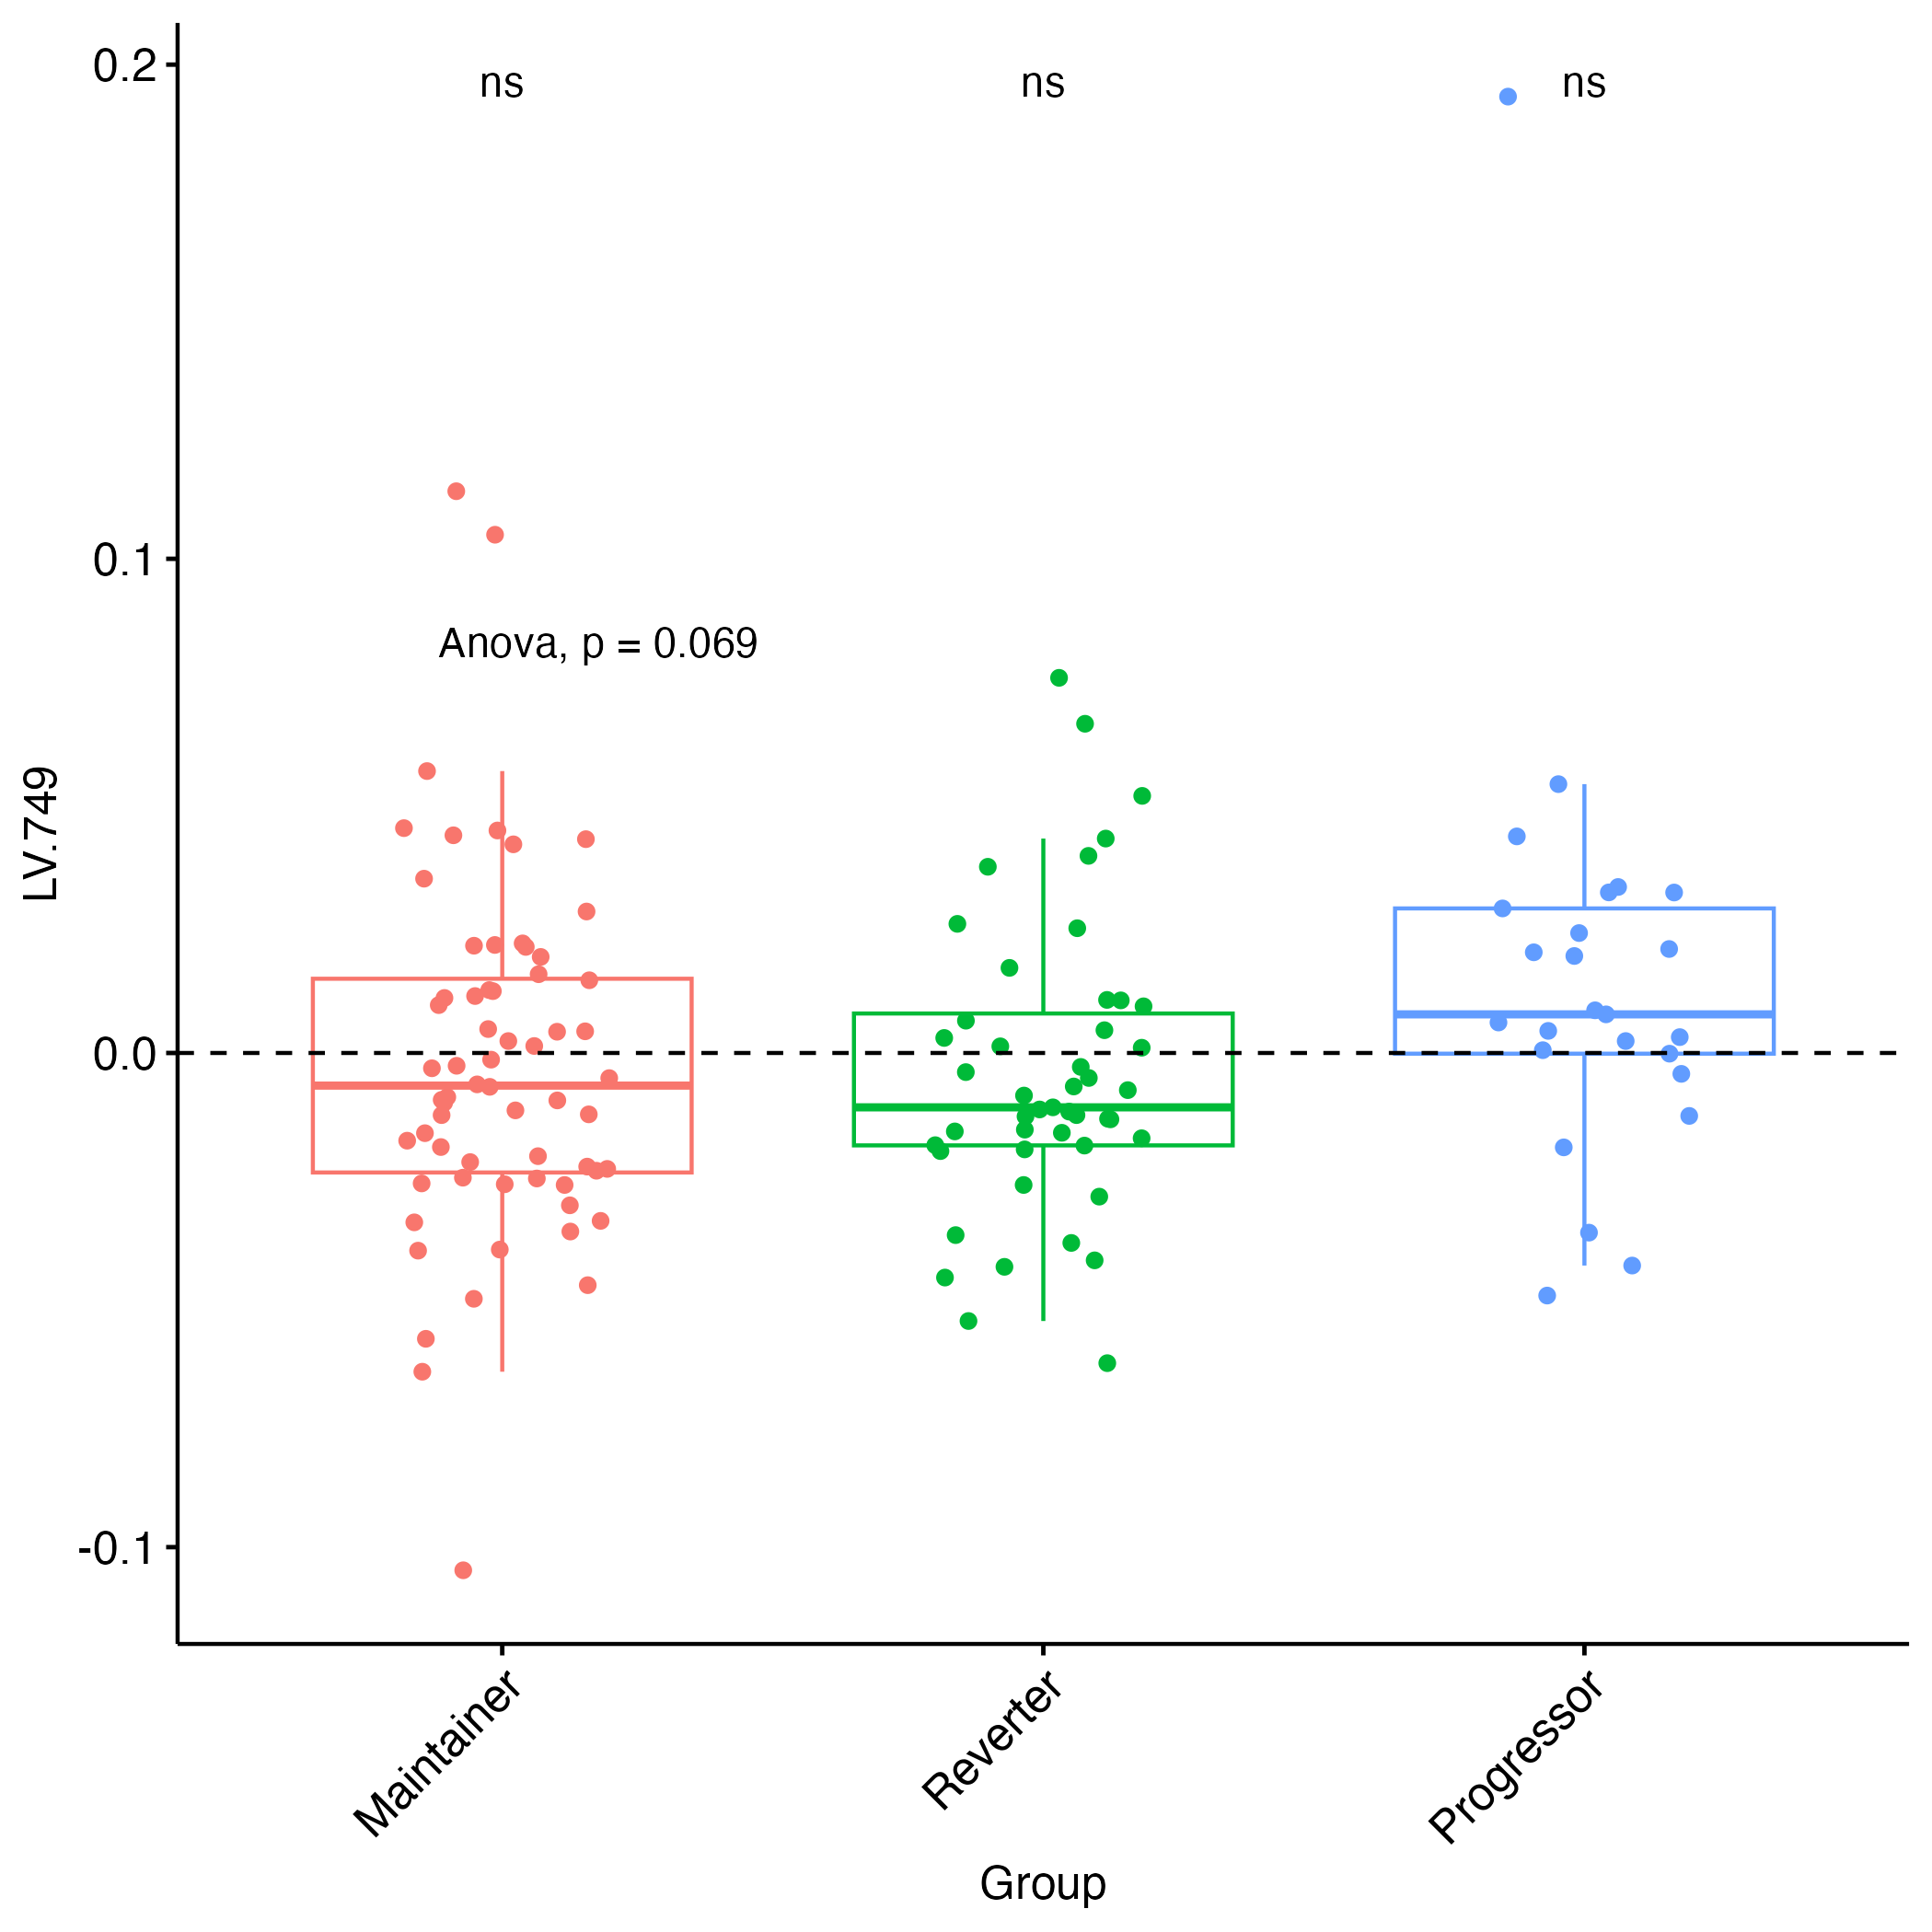 ns ns ns
Anova, p = 0.069
LV.749
0.2
0.1
0.0
-0.1
Maintainer
Reverter
Progressor
Group